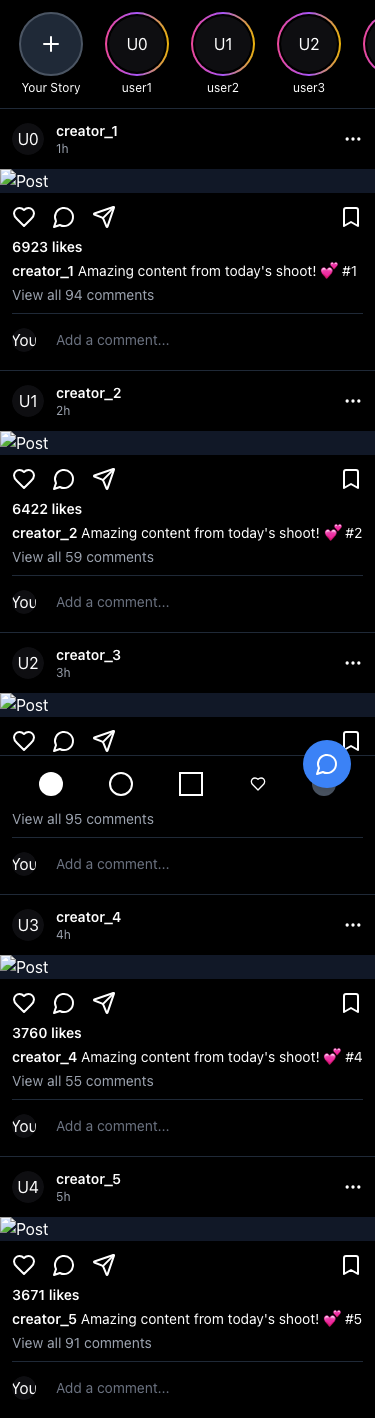 U0 U1 U2
Your Story user1 user2 user3
U0 creator_1
1h
Post
6923 likes
creator_1 Amazing content from today's shoot! 💕 #1
View all 94 comments
You Add a comment...
U1 creator_2
2h
Post
6422 likes
creator_2 Amazing content from today's shoot! 💕 #2
View all 59 comments
You Add a comment...
U2 creator_3
3h
Post
View all 95 comments
You Add a comment...
U3 creator_4
4h
Post
3760 likes
creator_4 Amazing content from today's shoot! 💕 #4
View all 55 comments
You Add a comment...
U4 creator_5
5h
Post
3671 likes
creator_5 Amazing content from today's shoot! 💕 #5
View all 91 comments
You Add a comment...